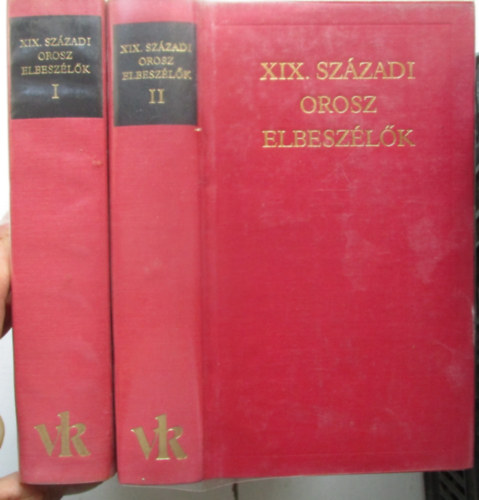 XIX. SZÁZADI
OROSZ
ELBESZÉLŐK
I
vk
XIX. SZÁZADI
OROSZ
ELBESZÉLŐK
II
vk
XIX. SZÁZADI
OROSZ
ELBESZÉLŐK